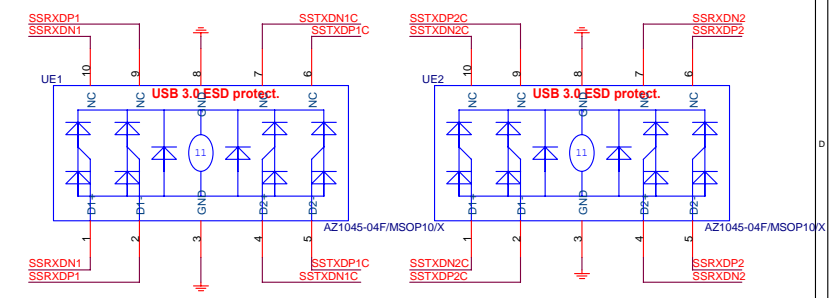 SSRXDP1
SSRXDN1
SSTXDN1C
SSTXDP1C
SSTXDP2C
SSTXDN2C
SSRXDN2
SSRXDP2
10
9
8
7
6
10
9
8
7
6
UE1
UE2
USB 3.0 ESD protect.
USB 3.0 ESD protect.
NC
NC
GND
NC
NC
NC
NC
GND
NC
NC
11
11
D
D1+
D1-
GND
D2+
D2-
D1+
D1-
GND
D2+
D2-
AZ1045-04F/MSOP10/X
AZ1045-04F/MSOP10/X
1
2
3
4
5
1
2
3
4
5
SSRXDN1
SSRXDP1
SSTXDP1C
SSTXDN1C
SSTXDN2C
SSTXDP2C
SSRXDP2
SSRXDN2